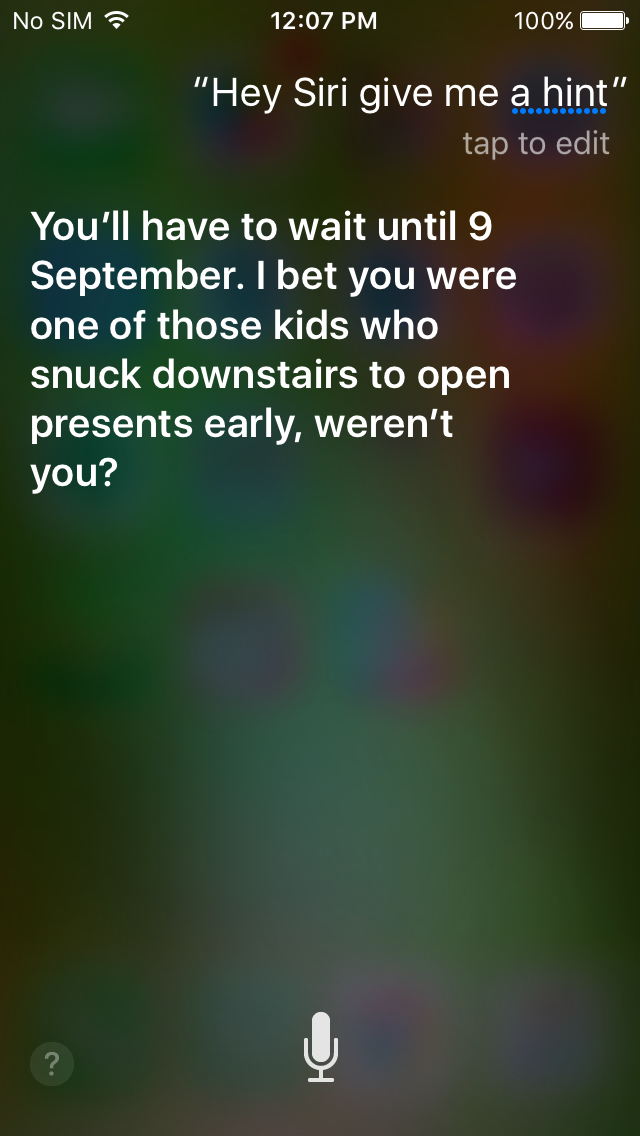 No SIM 12:07 PM 100%
“Hey Siri give me a hint”
tap to edit
You’ll have to wait until 9
September. I bet you were
one of those kids who
snuck downstairs to open
presents early, weren’t
you?
?